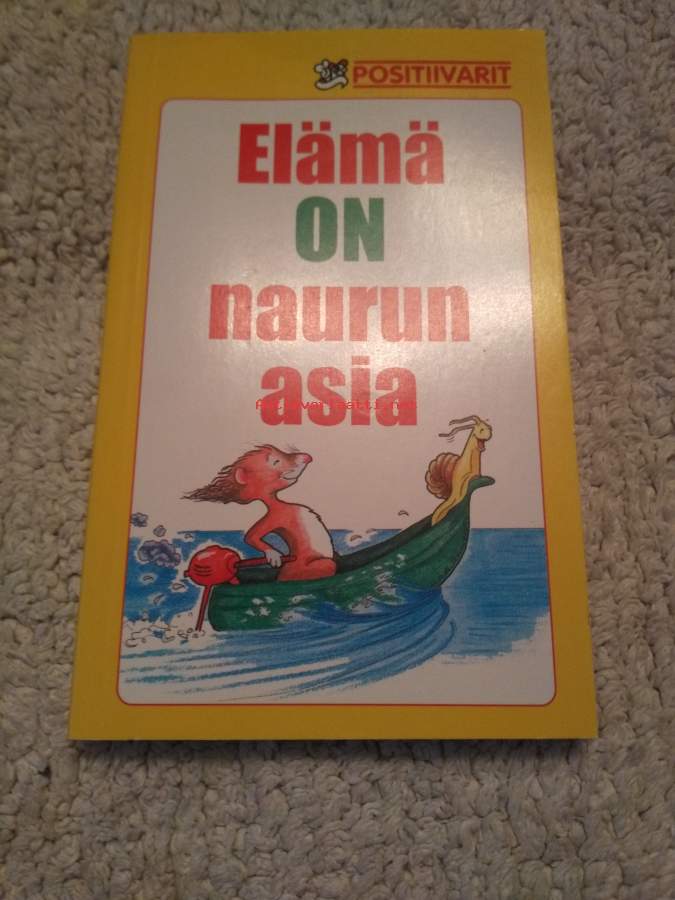 POSITIIVARIT
Elämä
ON
naurun
asia